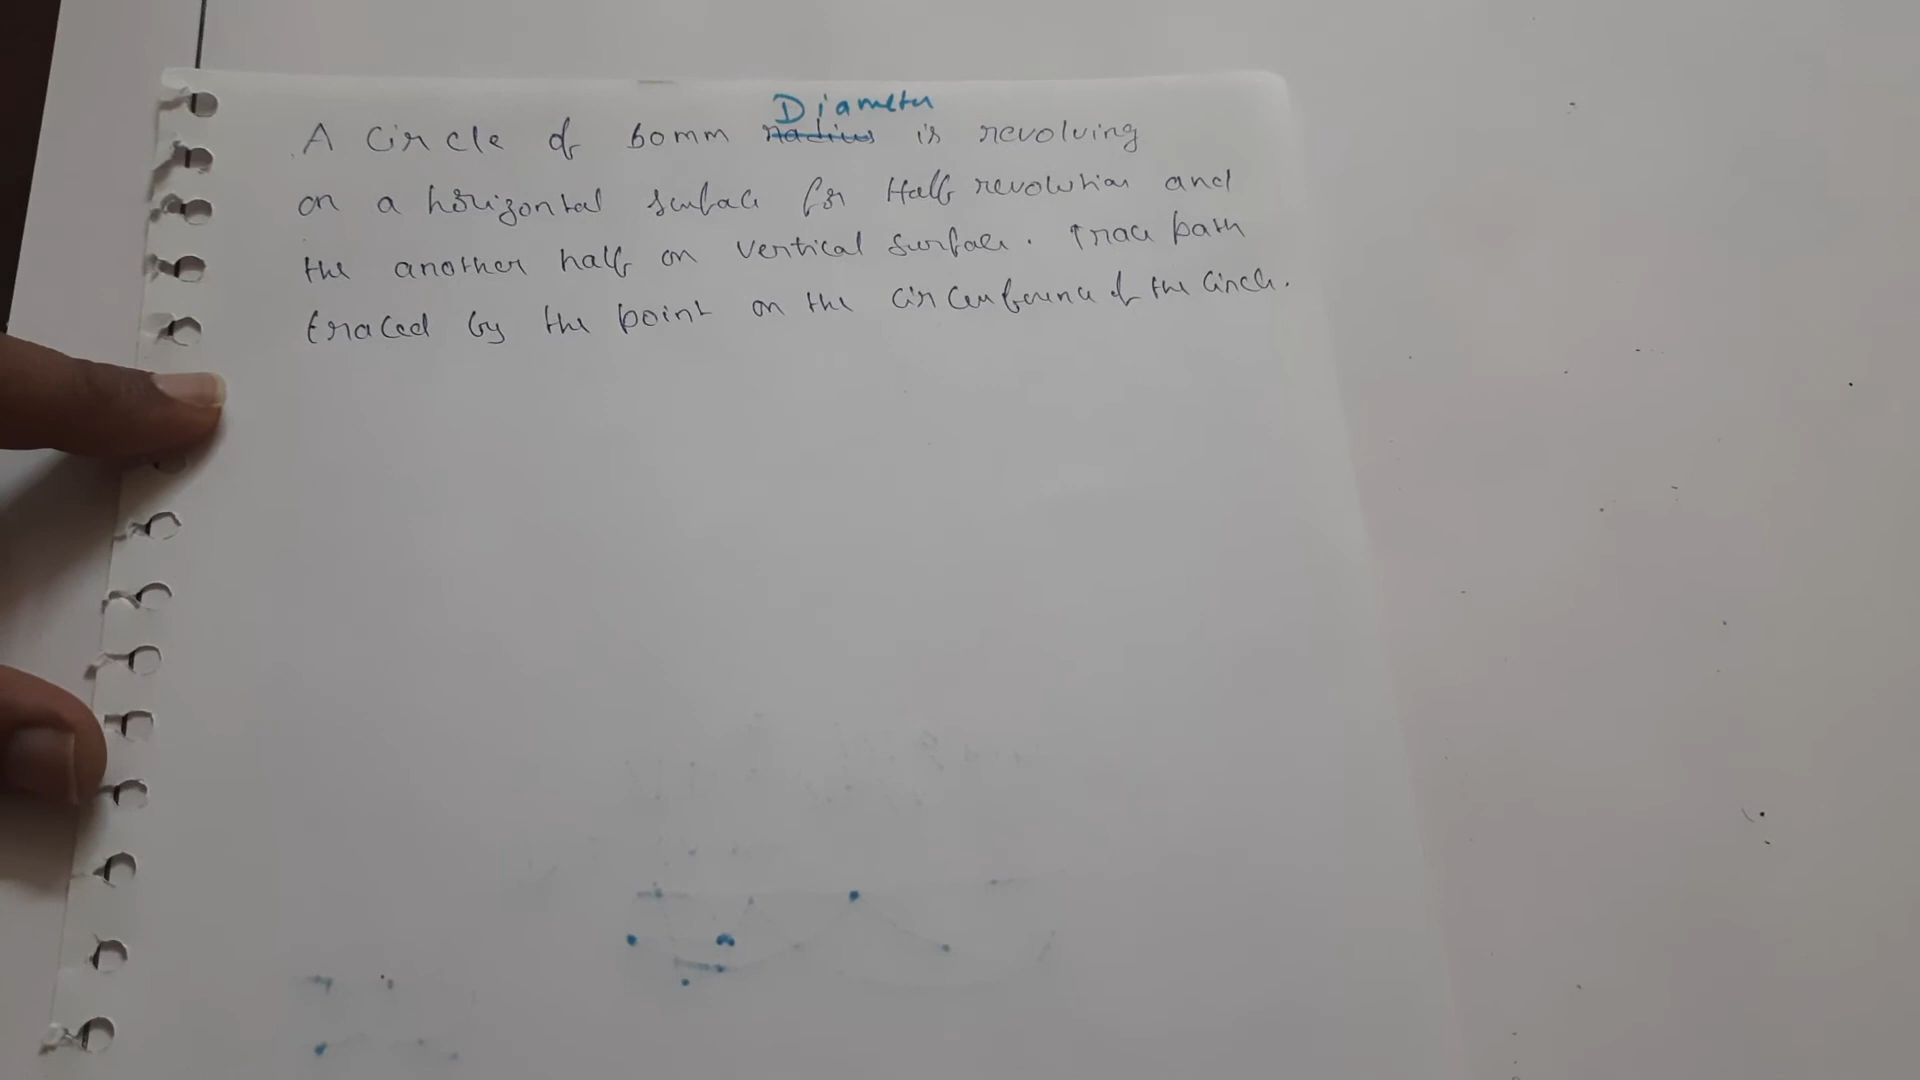 A Circle of 60mm radius Diameter is revolving
on a horizontal surface for Half revolution and
the another half on vertical surface. Trace path
traced by the point on the circumference of the circle.